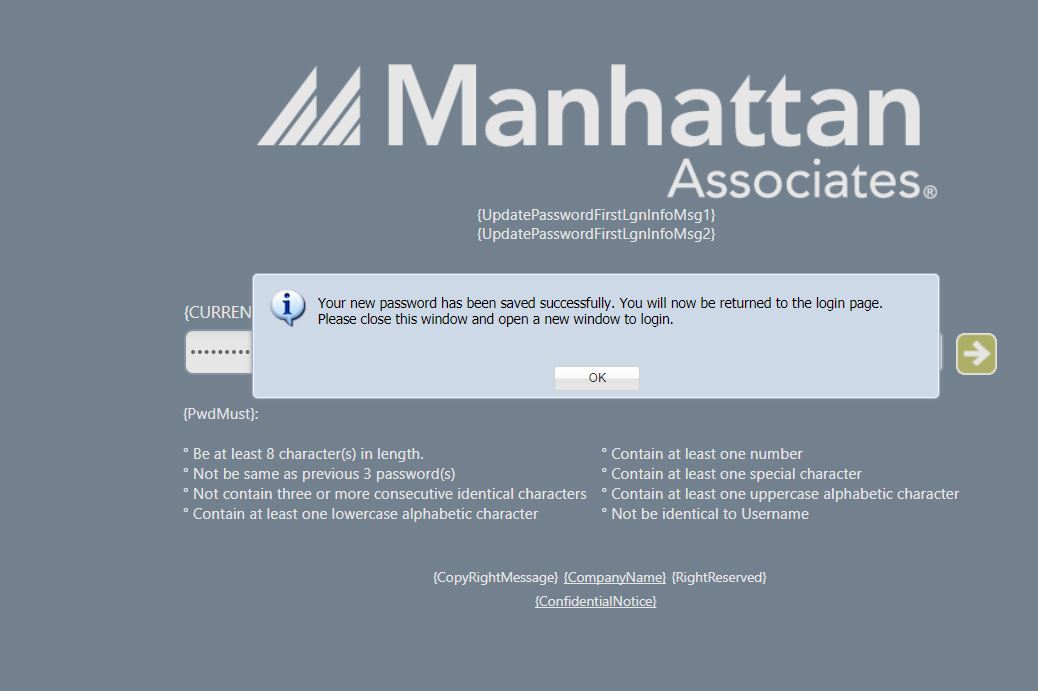 Manhattan
Associates®
{UpdatePasswordFirstLgnInfoMsg1}
{UpdatePasswordFirstLgnInfoMsg2}
Your new password has been saved successfully. You will now be returned to the login page.
Please close this window and open a new window to login.
{CURREN
OK
{PwdMust}:
° Be at least 8 character(s) in length.
° Not be same as previous 3 password(s)
° Not contain three or more consecutive identical characters
° Contain at least one lowercase alphabetic character
° Contain at least one number
° Contain at least one special character
° Contain at least one uppercase alphabetic character
° Not be identical to Username
{CopyRightMessage} {CompanyName} {RightReserved}
{ConfidentialNotice}